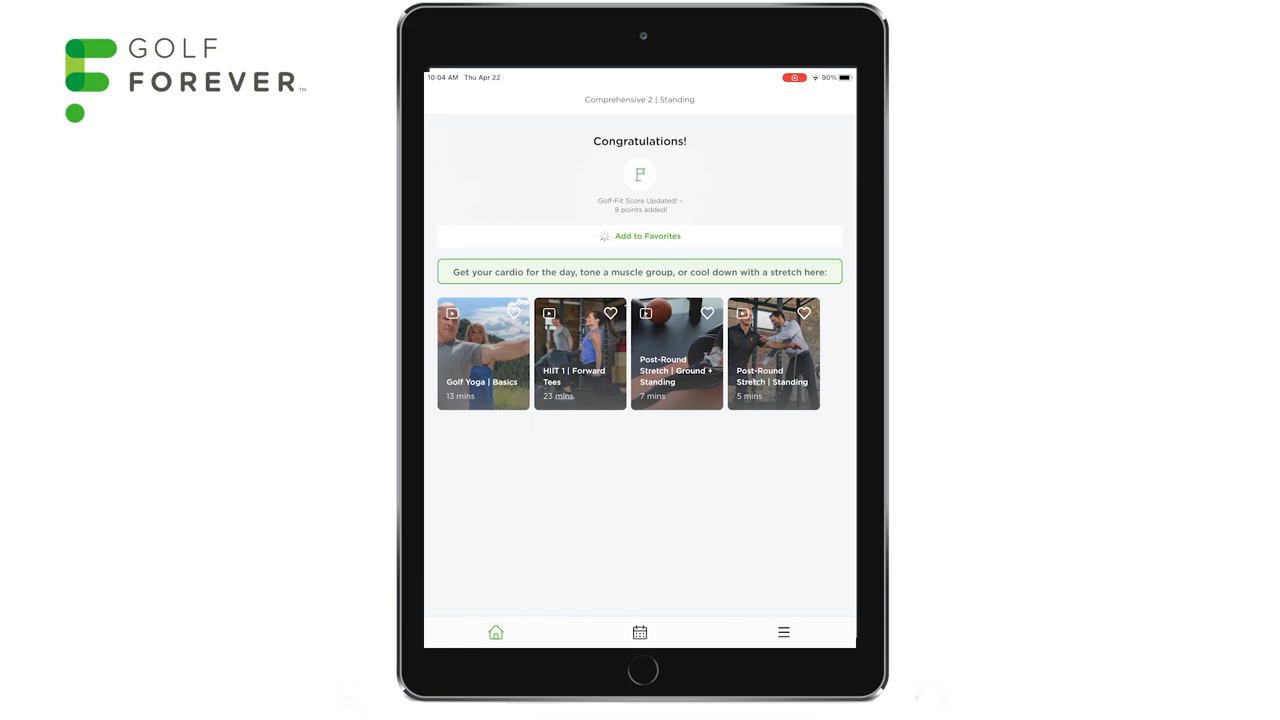 GOLF
FOREVER™
10:04 AM Thu Apr 22
90%
Comprehensive 2 | Standing
Congratulations!
Golf-Fit Score Updated! -
8 points added!
Add to Favorites
Get your cardio for the day, tone a muscle group, or cool down with a stretch here:
Golf Yoga | Basics
13 mins
HIIT 1 | Forward
Tees
23 mins
Post-Round
Stretch | Ground +
Standing
7 mins
Post-Round
Stretch | Standing
5 mins